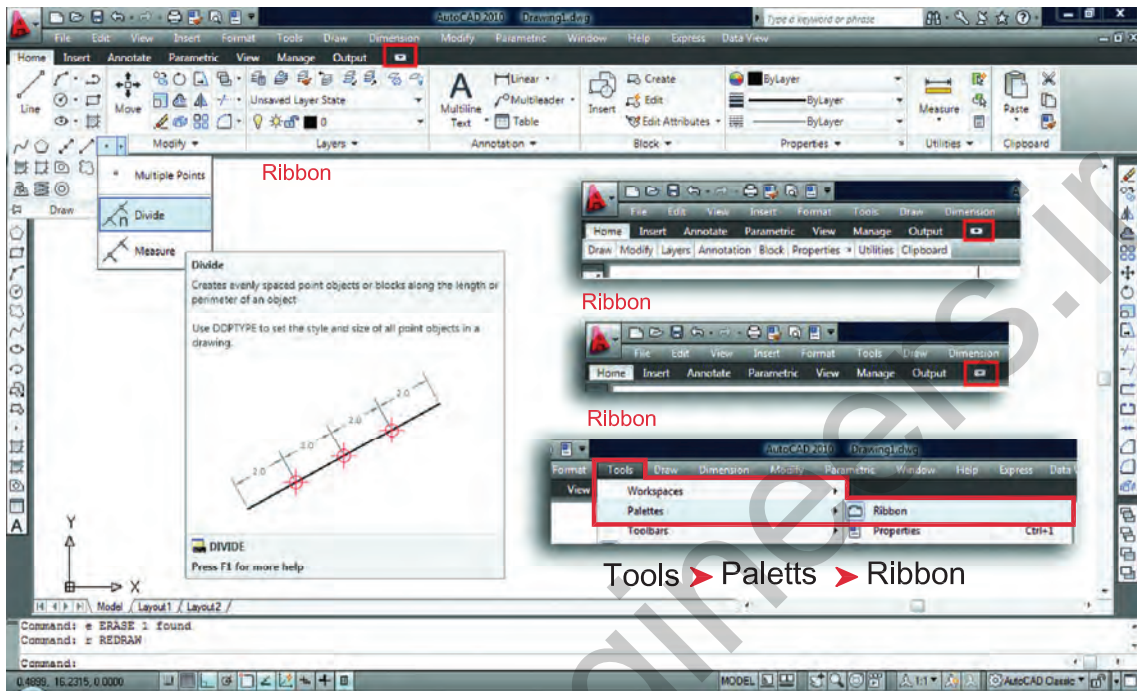 AutoCAD 2010 Drawing1.dwg Type a keyword or phrase
File Edit View Insert Format Tools Draw Dimension Modify Parametric Window Help Express Data View
Home Insert Annotate Parametric View Manage Output
Line
Move
Unsaved Layer State
0
A
Multiline Text
Linear
Multileader
Table
Insert
Create
Edit
Edit Attributes
ByLayer
ByLayer
ByLayer
Measure
Paste
Modify Layers Annotation Block Properties Utilities Clipboard
Draw
Multiple Points
Divide
Measure
Ribbon
Divide
Creates evenly spaced point objects or blocks along the length or
perimeter of an object
Use DDPTYPE to set the style and size of all point objects in a
drawing.
2.0
2.0
2.0
2.0
DIVIDE
Press F1 for more help
File Edit View Insert Format Tools Draw Dimension
Home Insert Annotate Parametric View Manage Output
Draw Modify Layers Annotation Block Properties » Utilities Clipboard
Ribbon
File Edit View Insert Format Tools Draw Dimension
Home Insert Annotate Parametric View Manage Output
Ribbon
AutoCAD 2010 Drawing1.dwg
Format Tools Draw Dimension Modify Parametric Window Help Express Data
View
Workspaces
Palettes
Ribbon
Toolbars
Properties Ctrl+1
Tools ➤ Paletts ➤ Ribbon
A
Y
X
Model / Layout1 / Layout2 /
Command: e ERASE 1 found
Command: r REDRAW
Command:
0.4899, 16.2315, 0.0000 MODEL 1:1 AutoCAD Classic
gineers.ir